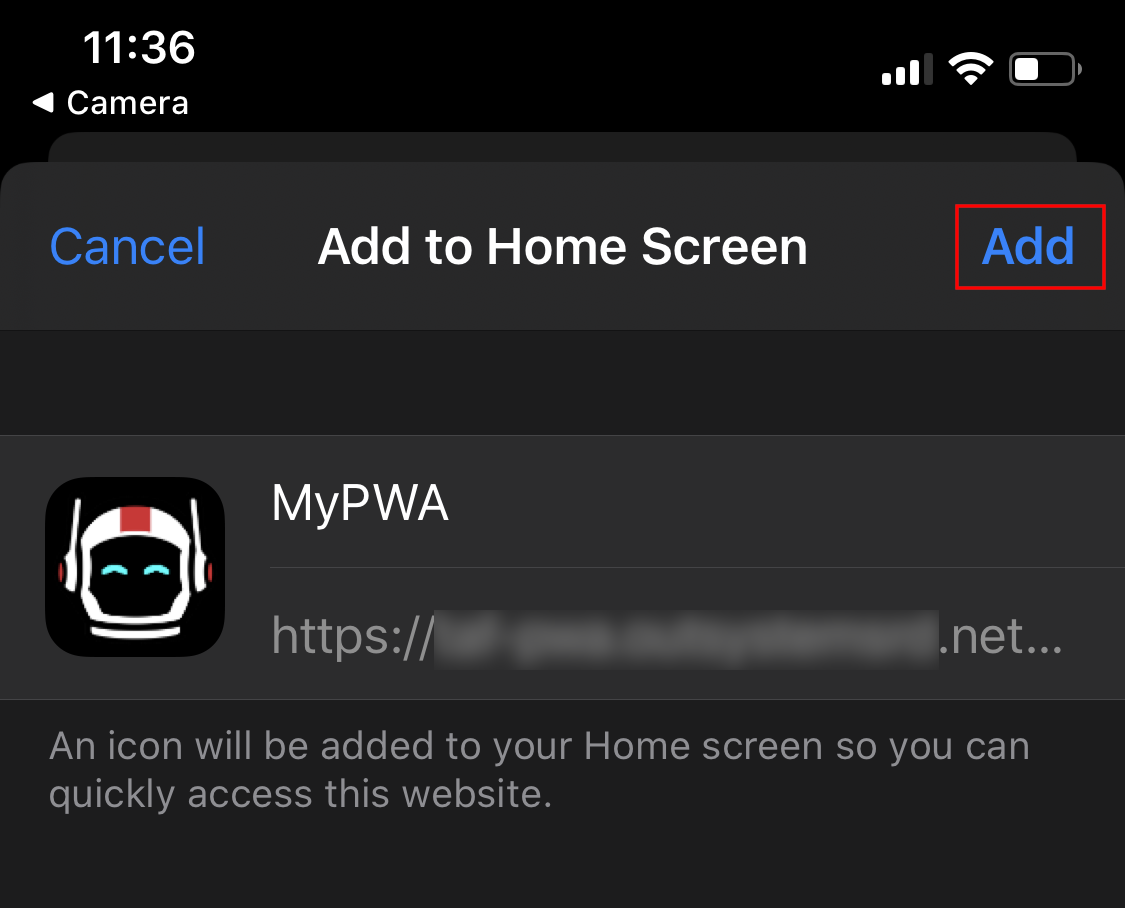 11:36
◀ Camera
Cancel Add to Home Screen Add
MyPWA
https:// .net...
An icon will be added to your Home screen so you can
quickly access this website.